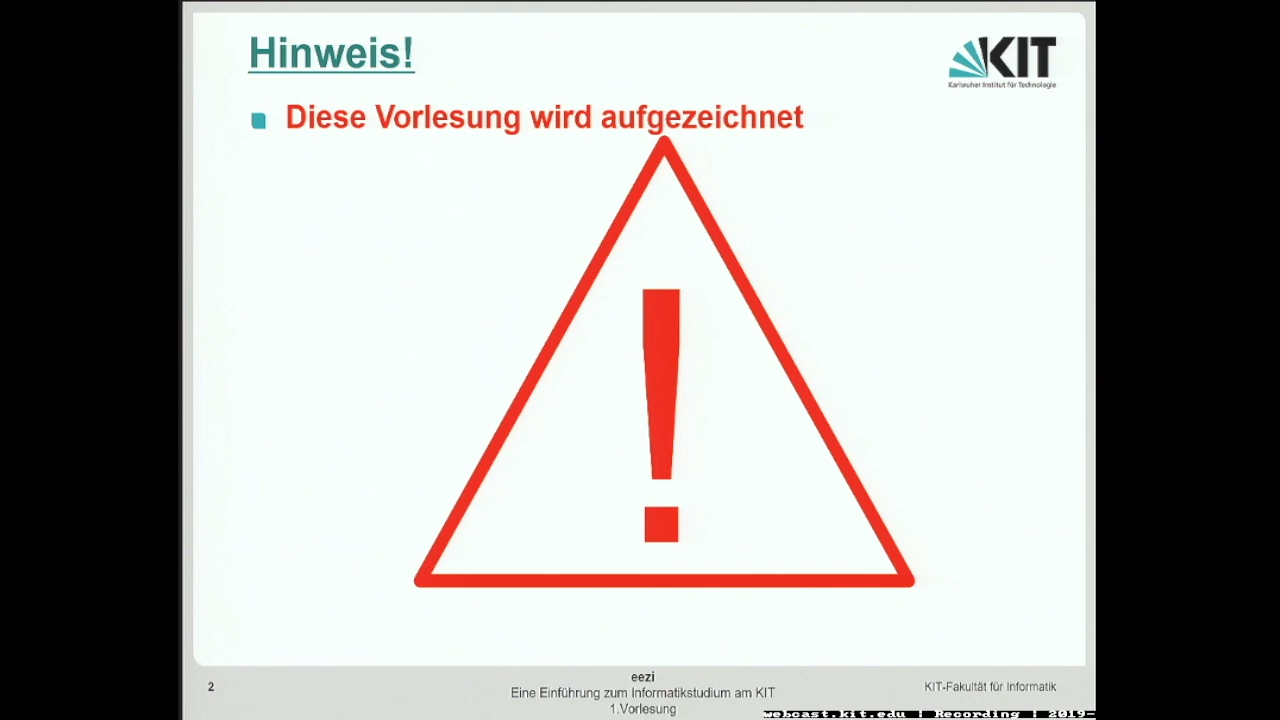 Hinweis!
KIT
Karlsruher Institut für Technologie
Diese Vorlesung wird aufgezeichnet
!
2
eezi
Eine Einführung zum Informatikstudium am KIT
1.Vorlesung
KIT-Fakultät für Informatik
webcast.kit.edu | Recording | 2019-